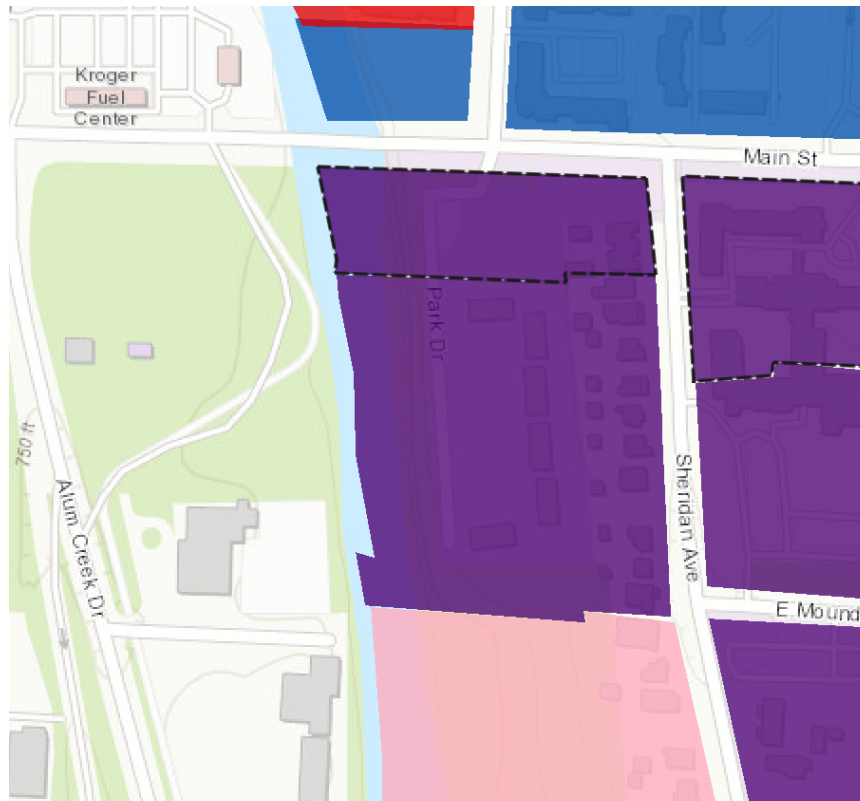 Kroger
Fuel
Center
Main St
Park Dr
750 ft
Alum Creek Dr
Sheridan Ave
E Mound